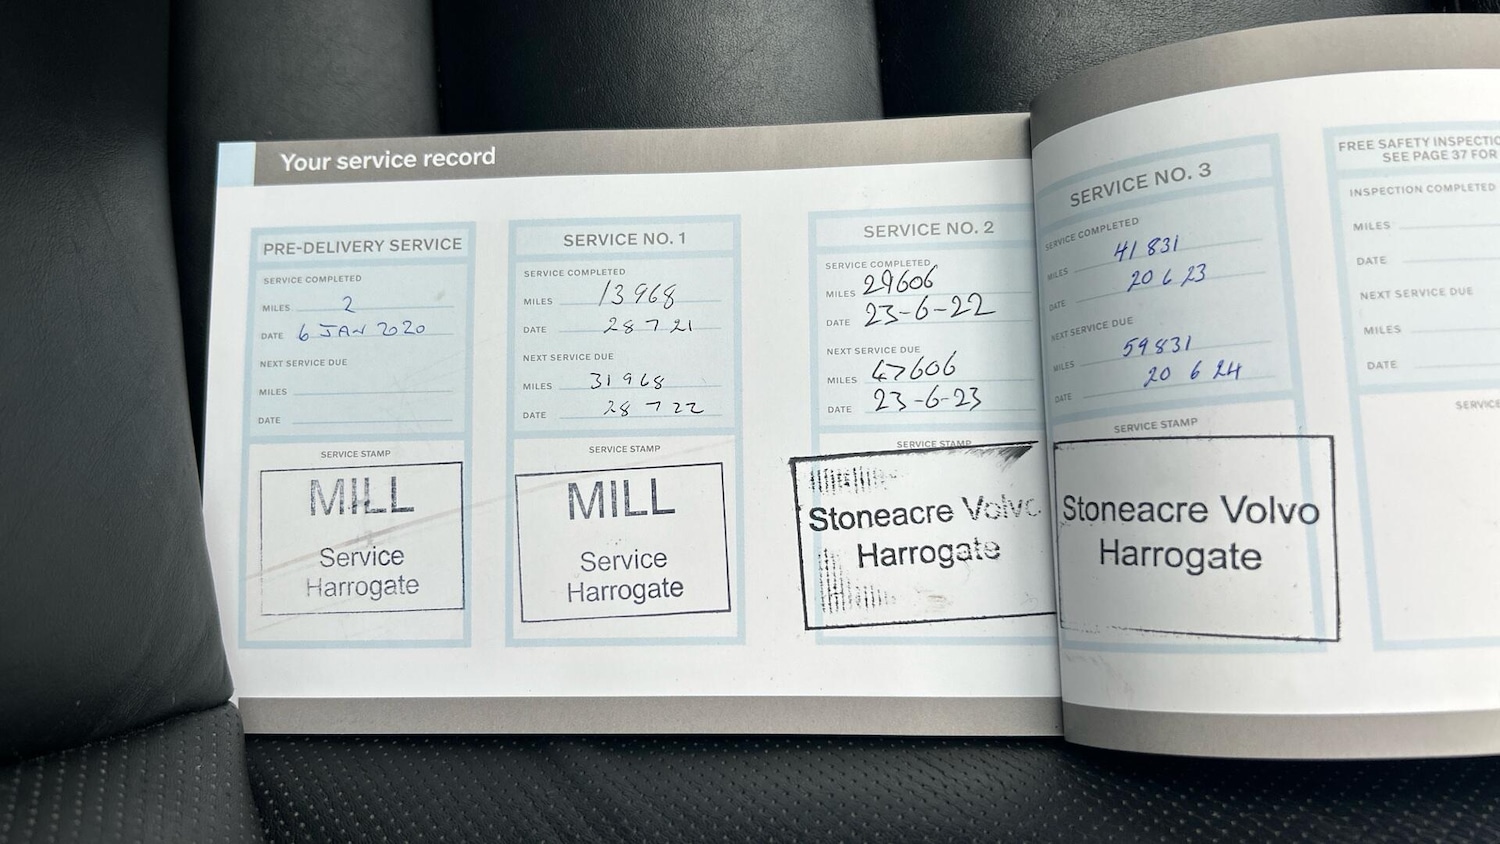 Your service record
PRE-DELIVERY SERVICE
SERVICE COMPLETED
MILES 2
DATE 6 JAN 2020
NEXT SERVICE DUE
MILES
DATE
SERVICE STAMP
MILL
Service
Harrogate
SERVICE NO. 1
SERVICE COMPLETED
MILES 13968
DATE 28 7 21
NEXT SERVICE DUE
MILES 31968
DATE 28 7 22
SERVICE STAMP
MILL
Service
Harrogate
SERVICE NO. 2
SERVICE COMPLETED
MILES 29606
DATE 23-6-22
NEXT SERVICE DUE
MILES 47606
DATE 23-6-23
SERVICE STAMP
Stoneacre Volvo
Harrogate
SERVICE NO. 3
SERVICE COMPLETED
MILES 41831
DATE 20 6 23
NEXT SERVICE DUE
MILES 59831
DATE 20 6 24
SERVICE STAMP
Stoneacre Volvo
Harrogate
FREE SAFETY
SEE PAGE 37 FOR
INSPECTION COMPLETED
MILES
DATE
NEXT SERVICE DUE
MILES
DATE
SERVICE